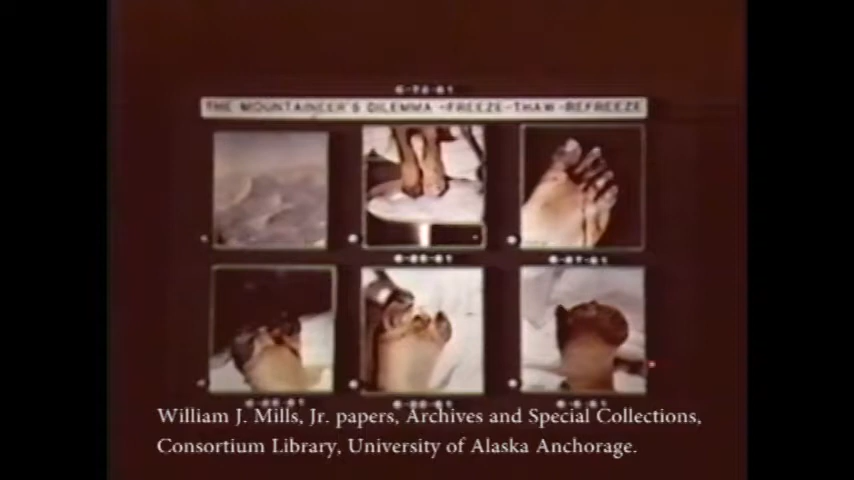 THE MOUNTAINEER'S DILEMMA -FREEZE-THAW-REFREEZE
William J. Mills, Jr. papers, Archives and Special Collections,
Consortium Library, University of Alaska Anchorage.